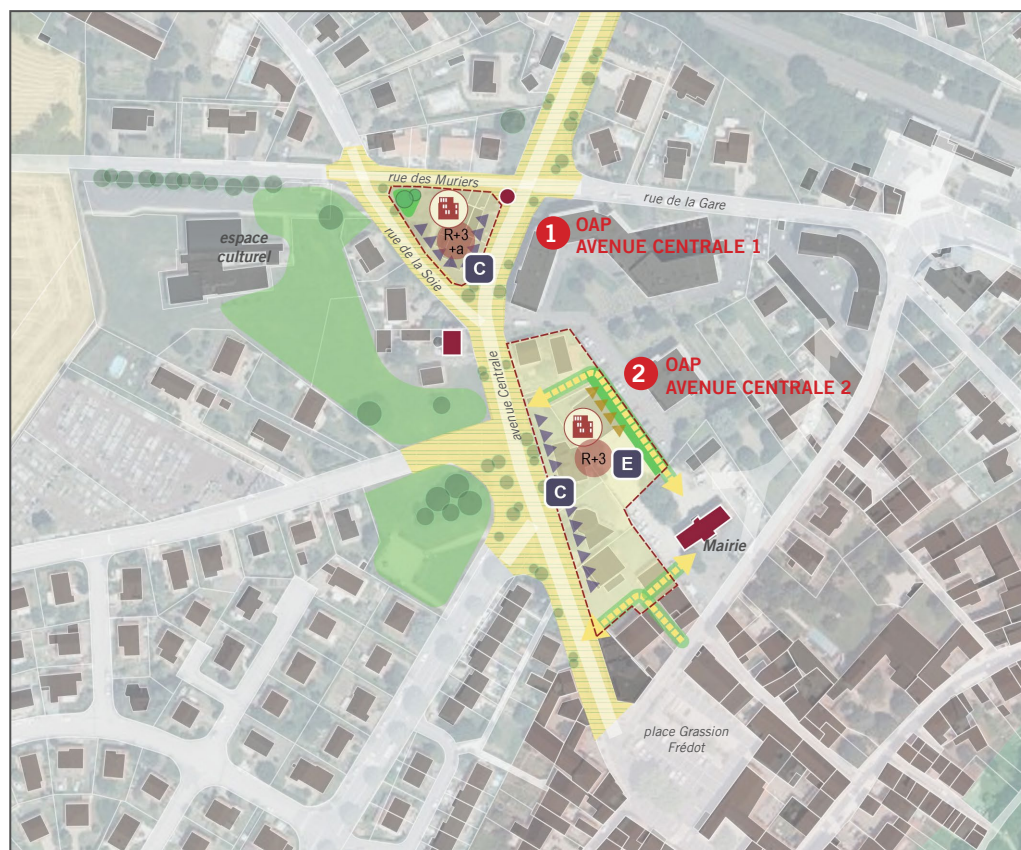 rue des Muriers
rue de la Gare
espace
culturel
R+3
+a
rue de la Soie
C
1
OAP
AVENUE CENTRALE 1
avenue Centrale
2
OAP
AVENUE CENTRALE 2
R+3
E
C
Mairie
place Grassion
Frédot